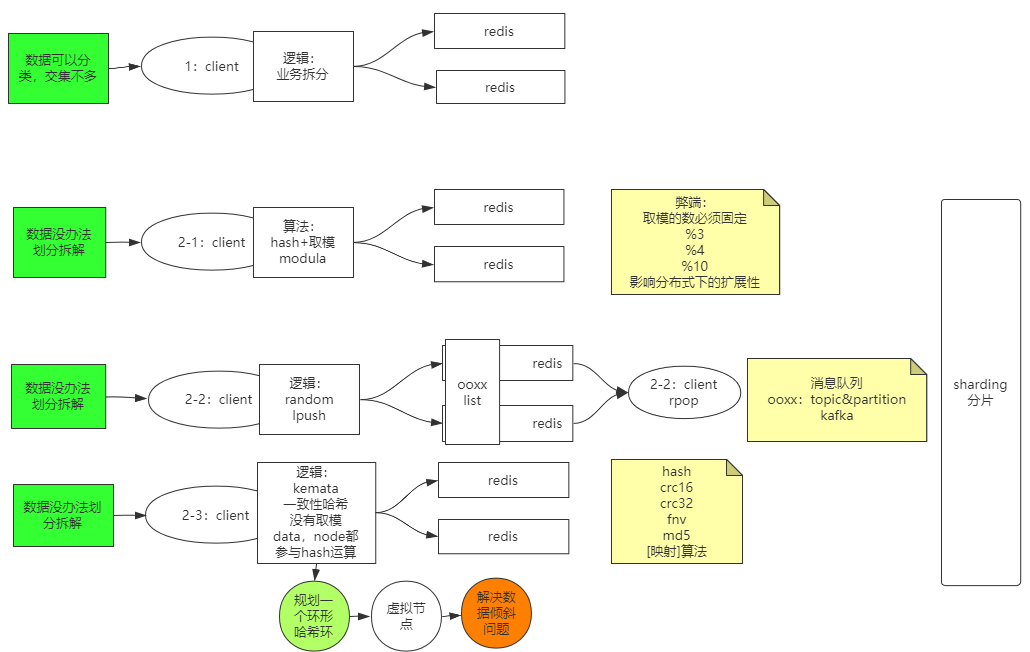 数据可以分
类，交集不多
1：client
逻辑：
业务拆分
redis
redis
数据没办法
划分拆解
2-1：client
算法：
hash+取模
modula
redis
redis
弊端：
取模的数必须固定
%3
%4
%10
影响分布式下的扩展性
sharding
分片
数据没办法
划分拆解
2-2：client
逻辑：
random
lpush
ooxx
list
redis
redis
2-2：client
rpop
消息队列
ooxx：topic&partition
kafka
数据没办法划
分拆解
2-3：client
逻辑：
kemata
一致性哈希
没有取模
data，node都
参与hash运算
redis
redis
hash
crc16
crc32
fnv
md5
[映射]算法
规划一
个环形
哈希环
虚拟节
点
解决数
据倾斜
问题